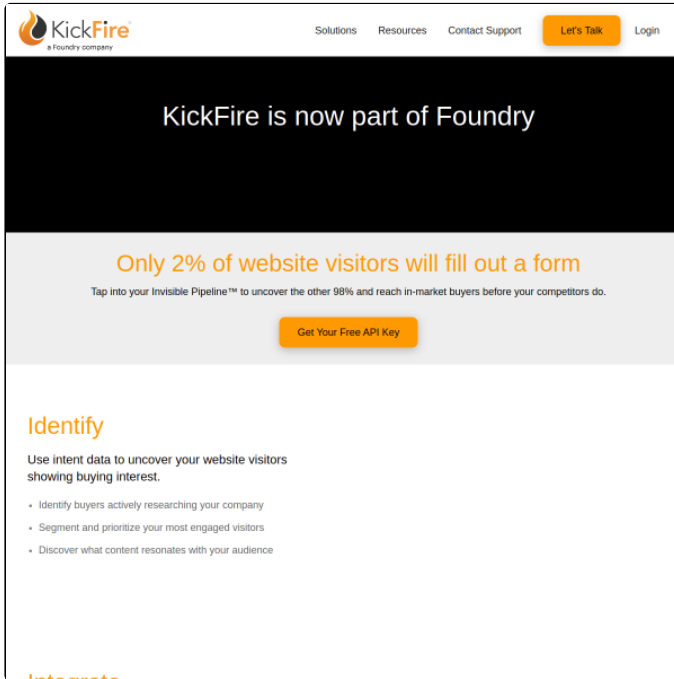 KickFire
a Foundry company
Solutions Resources Contact Support Let's Talk Login
KickFire is now part of Foundry
Only 2% of website visitors will fill out a form
Tap into your Invisible Pipeline™ to uncover the other 98% and reach in-market buyers before your competitors do.
Get Your Free API Key
Identify
Use intent data to uncover your website visitors
showing buying interest.
• Identify buyers actively researching your company
• Segment and prioritize your most engaged visitors
• Discover what content resonates with your audience
Integrate